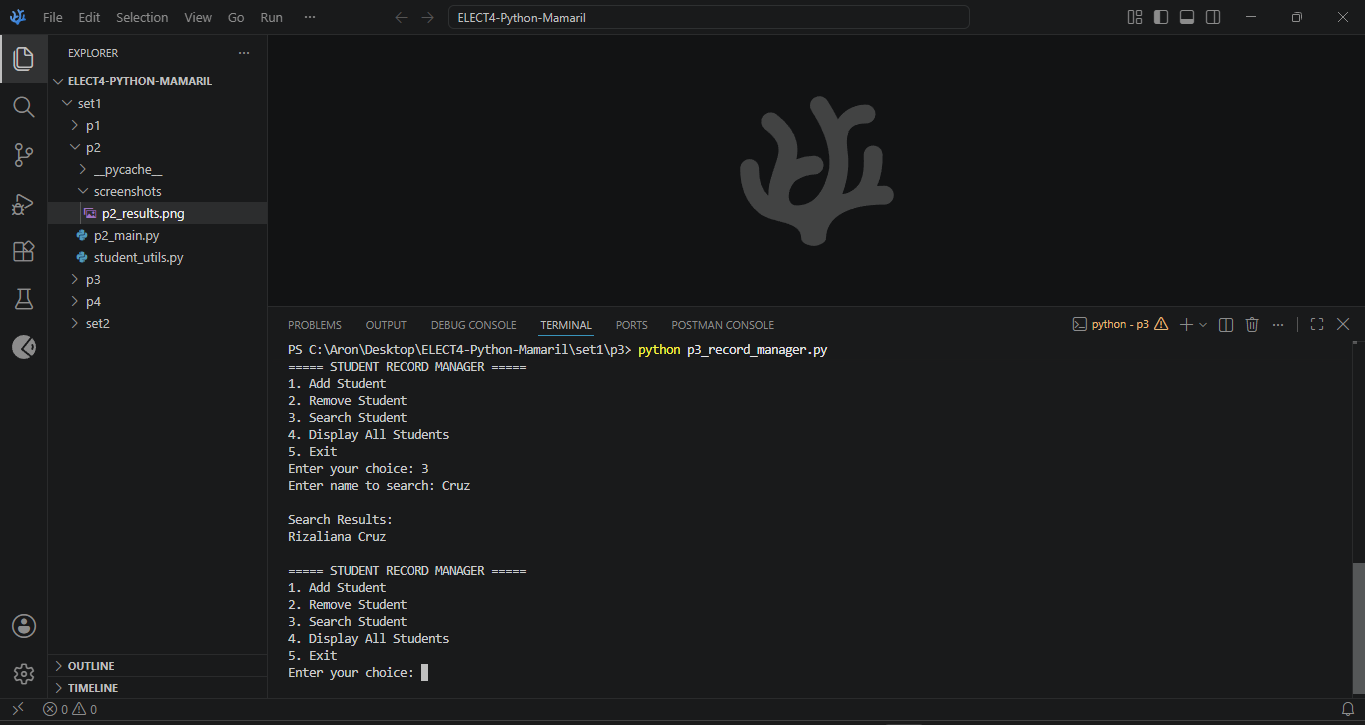 File Edit Selection View Go Run ···
ELECT4-Python-Mamaril
EXPLORER
ELECT4-PYTHON-MAMARIL
set1
p1
p2
__pycache__
screenshots
p2_results.png
p2_main.py
student_utils.py
p3
p4
set2
OUTLINE
TIMELINE
PROBLEMS OUTPUT DEBUG CONSOLE TERMINAL PORTS POSTMAN CONSOLE
python - p3
PS C:\Aron\Desktop\ELECT4-Python-Mamaril\set1\p3> python p3_record_manager.py
===== STUDENT RECORD MANAGER =====
1. Add Student
2. Remove Student
3. Search Student
4. Display All Students
5. Exit
Enter your choice: 3
Enter name to search: Cruz
Search Results:
Rizaliana Cruz
===== STUDENT RECORD MANAGER =====
1. Add Student
2. Remove Student
3. Search Student
4. Display All Students
5. Exit
Enter your choice:
0 0